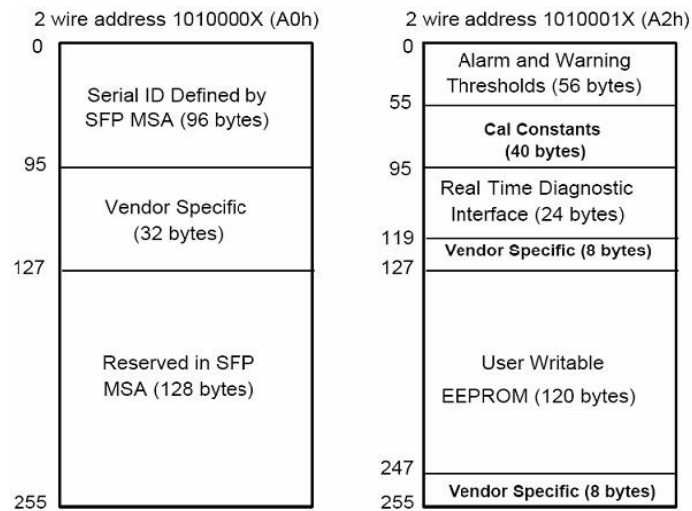 2 wire address 1010000X (A0h)
0
Serial ID Defined by
SFP MSA (96 bytes)
95
Vendor Specific
(32 bytes)
127
Reserved in SFP
MSA (128 bytes)
255
2 wire address 1010001X (A2h)
0
Alarm and Warning
Thresholds (56 bytes)
55
Cal Constants
(40 bytes)
95
Real Time Diagnostic
Interface (24 bytes)
119
Vendor Specific (8 bytes)
127
User Writable
EEPROM (120 bytes)
247
Vendor Specific (8 bytes)
255